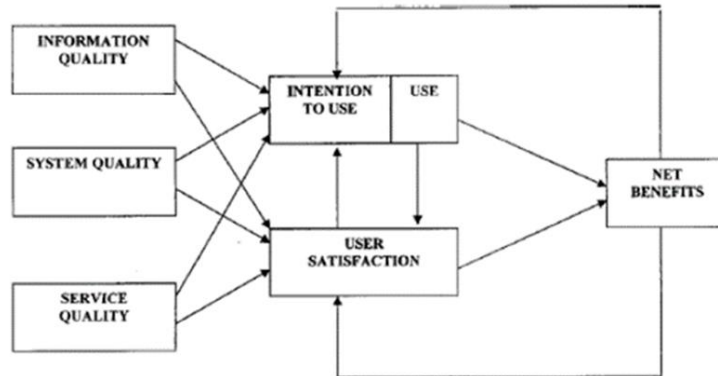 INFORMATION
QUALITY
SYSTEM QUALITY
SERVICE
QUALITY
INTENTION
TO USE
USE
USER
SATISFACTION
NET
BENEFITS